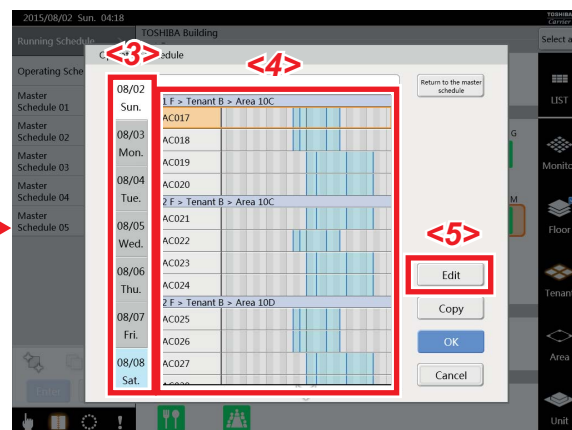 2015/08/02 Sun. 04:18
TOSHIBA
Carrier
Running Schedule
TOSHIBA Building
Select a
Operating Sche
Master
Schedule 01
Master
Schedule 02
Master
Schedule 03
Master
Schedule 04
Master
Schedule 05
edule
<3>
<4>
<5>
Return to the master
schedule
08/02
Sun.
08/03
Mon.
08/04
Tue.
08/05
Wed.
08/06
Thu.
08/07
Fri.
08/08
Sat.
1 F > Tenant B > Area 10C
AC017
AC018
AC019
AC020
2 F > Tenant B > Area 10C
AC021
AC022
AC023
AC024
2 F > Tenant B > Area 10D
AC025
AC026
AC027
Edit
Copy
OK
Cancel
G
M
LIST
Monito
Floor
Tenan
Area
Unit